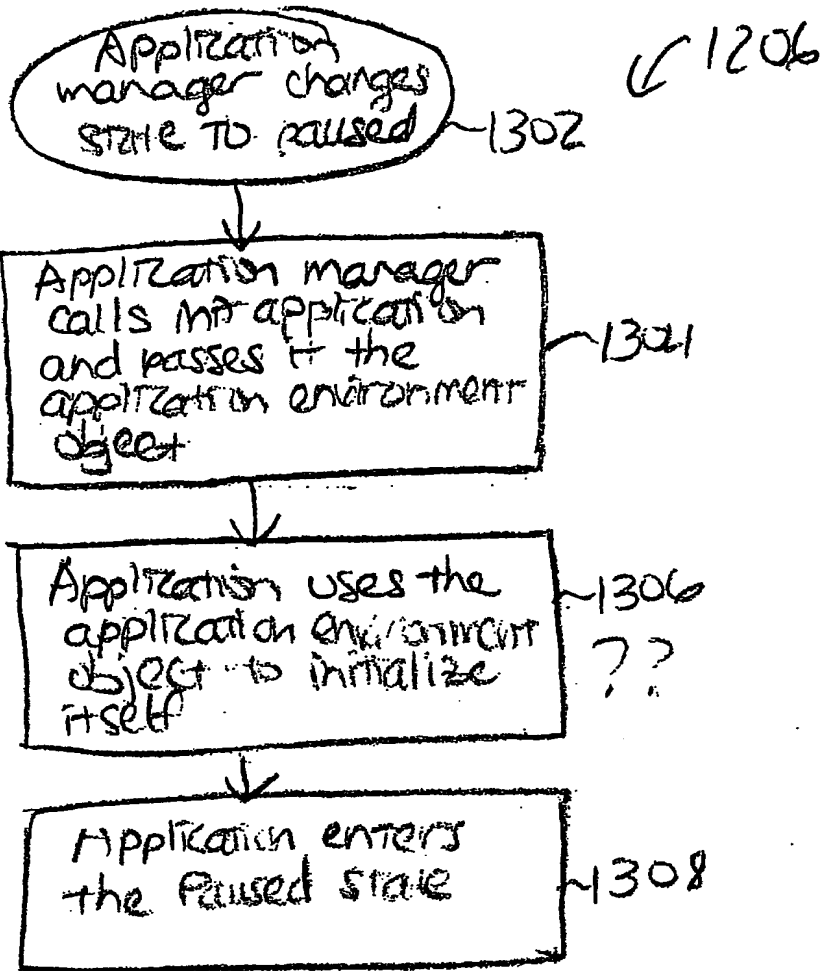 1206
Application
manager changes
state to paused
1302
Application manager
calls application
and passes it the
application environment
object
1304
Application uses the
application environment
object to initialize
itself
1306
??
Application enters
the Paused state
1308